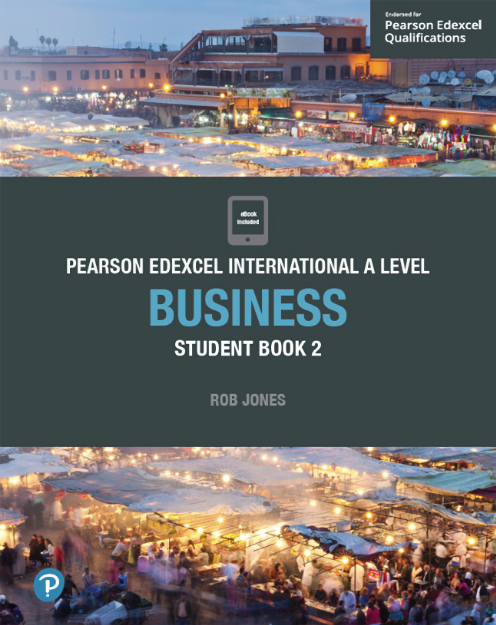 Endorsed for
Pearson Edexcel
Qualifications
eBook
included
PEARSON EDEXCEL INTERNATIONAL A LEVEL
BUSINESS
STUDENT BOOK 2
ROB JONES
P